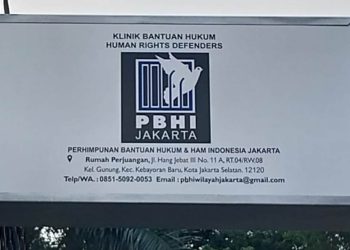 KLINIK BANTUAN HUKUM
HUMAN RIGHTS DEFENDERS
PBHI
JAKARTA
PERHIMPUNAN BANTUAN HUKUM & HAM INDONESIA JAKARTA
Rumah Perjuangan, Jl. Hang Jebat III No. 11 A, RT.04/RW.08
Kel. Gunung, Kec. Kebayoran Baru, Kota Jakarta Selatan. 12120
Telp/WA. : 0851-5092-0053 Email : pbhiwilayahjakarta@gmail.com